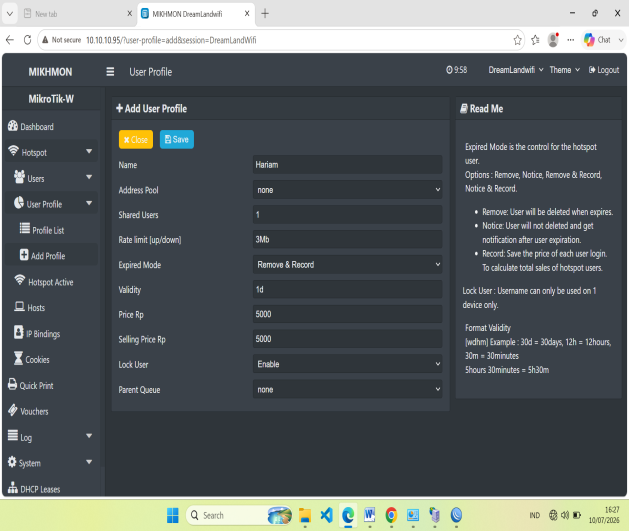 New tab
MIKHMON DreamLandwifi
Not secure 10.10.10.95/?user-profile=add&session=DreamLandWifi
Chat
MIKHMON
User Profile
9:58
DreamLandwifi
Theme
Logout
MikroTik-W
Dashboard
Hotspot
Users
User Profile
Profile List
Add Profile
Hotspot Active
Hosts
IP Bindings
Cookies
Quick Print
Vouchers
Log
System
DHCP Leases
Add User Profile
Close
Save
Name Hariam
Address Pool none
Shared Users 1
Rate limit [up/down] 3Mb
Expired Mode Remove & Record
Validity 1d
Price Rp 5000
Selling Price Rp 5000
Lock User Enable
Parent Queue none
Read Me
Expired Mode is the control for the hotspot
user.
Options : Remove, Notice, Remove & Record,
Notice & Record.
Remove: User will be deleted when expires.
Notice: User will not deleted and get
notification after user expiration.
Record: Save the price of each user login.
To calculate total sales of hotspot users.
Lock User : Username can only be used on 1
device only.
Format Validity
[wdhm] Example : 30d = 30days, 12h = 12hours,
30m = 30minutes
5hours 30minutes = 5h30m
Search
IND
16:27
10/07/2026